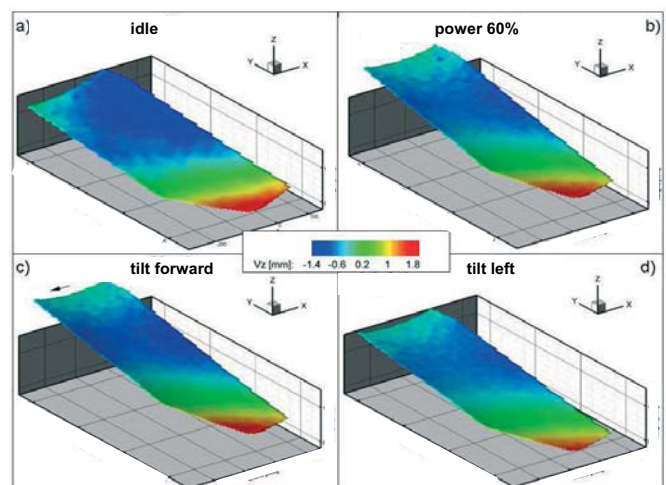 a) idle
power 60% b)
Z
Y X
Z
Y X
Vz [mm]: -1.4 -0.6 0.2 1 1.8
c) tilt forward
tilt left d)
Z
Y X
Z
Y X